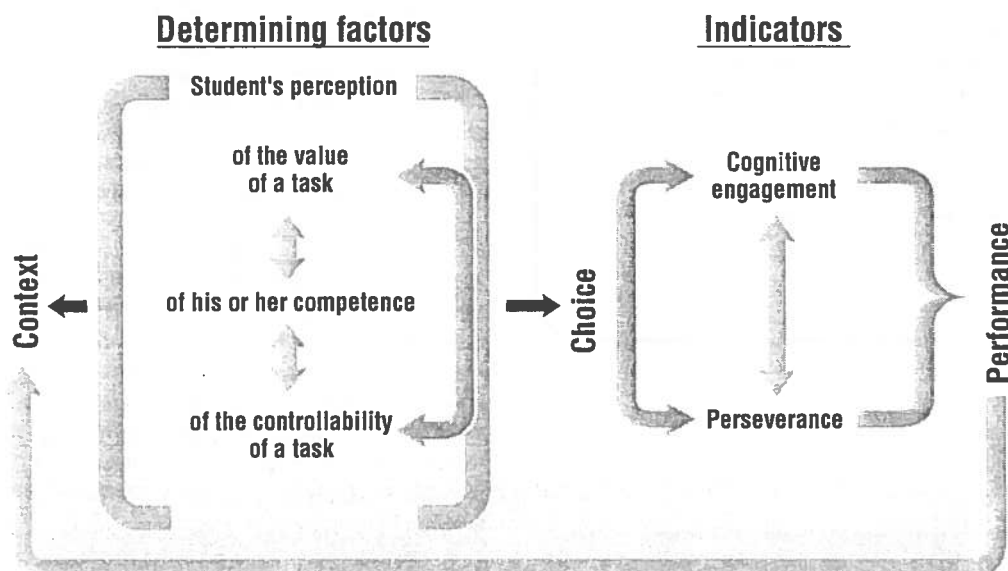 Determining factors
Indicators
Student's perception
of the value
of a task
of his or her competence
of the controllability
of a task
Context
Choice
Cognitive
engagement
Perseverance
Performance